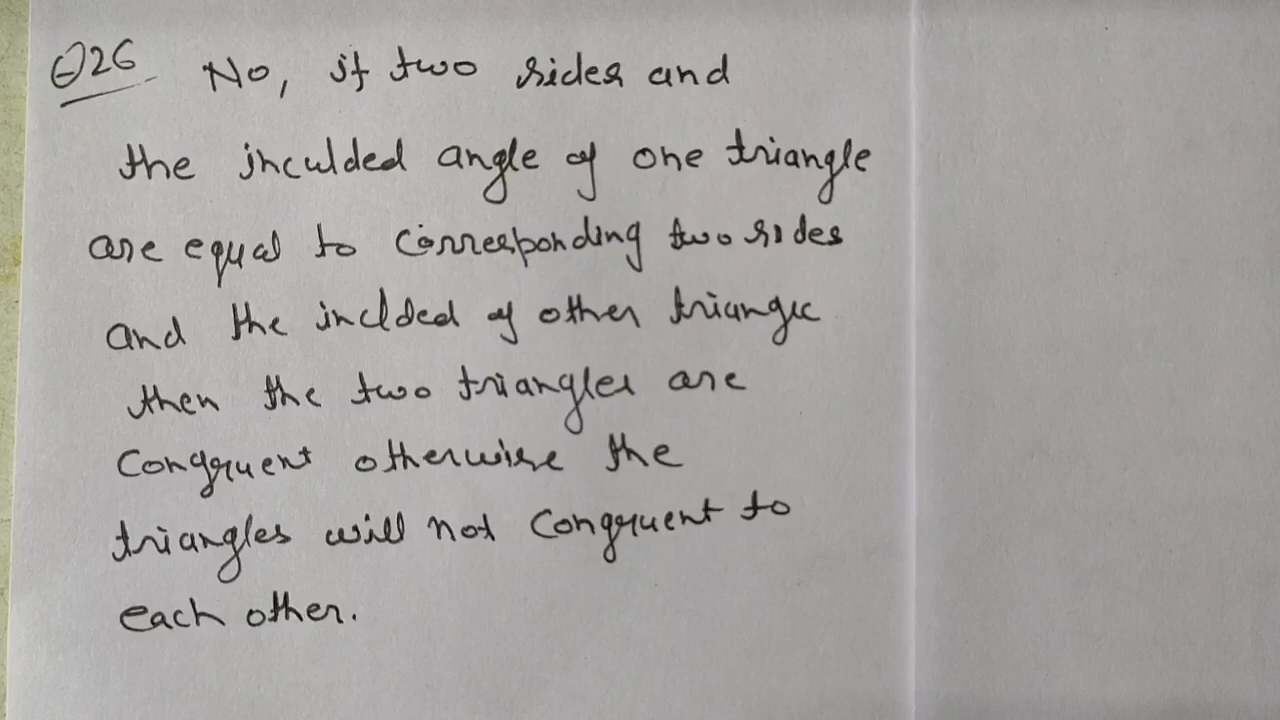 Q26 No, if two sides and
the inculded angle of one triangle
are equal to corresponding two sides
and the inclded of other triangle
then the two triangles are
congruent otherwise the
triangles will not congruent to
each other.